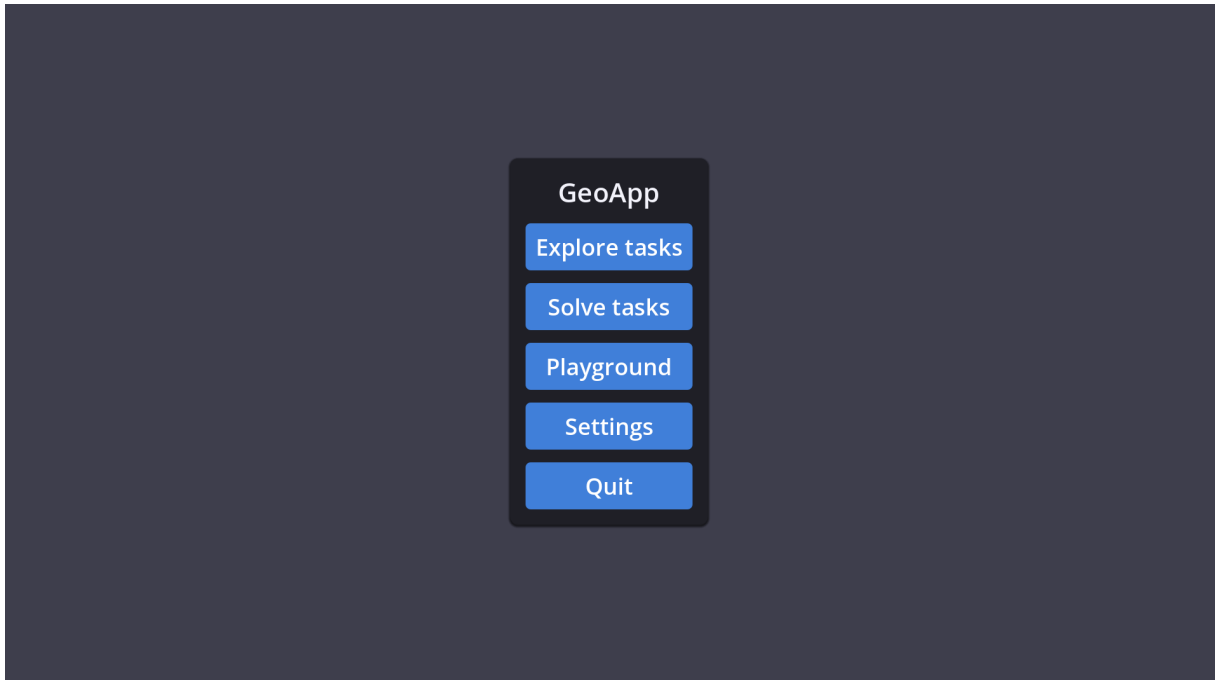 GeoApp
Explore tasks
Solve tasks
Playground
Settings
Quit